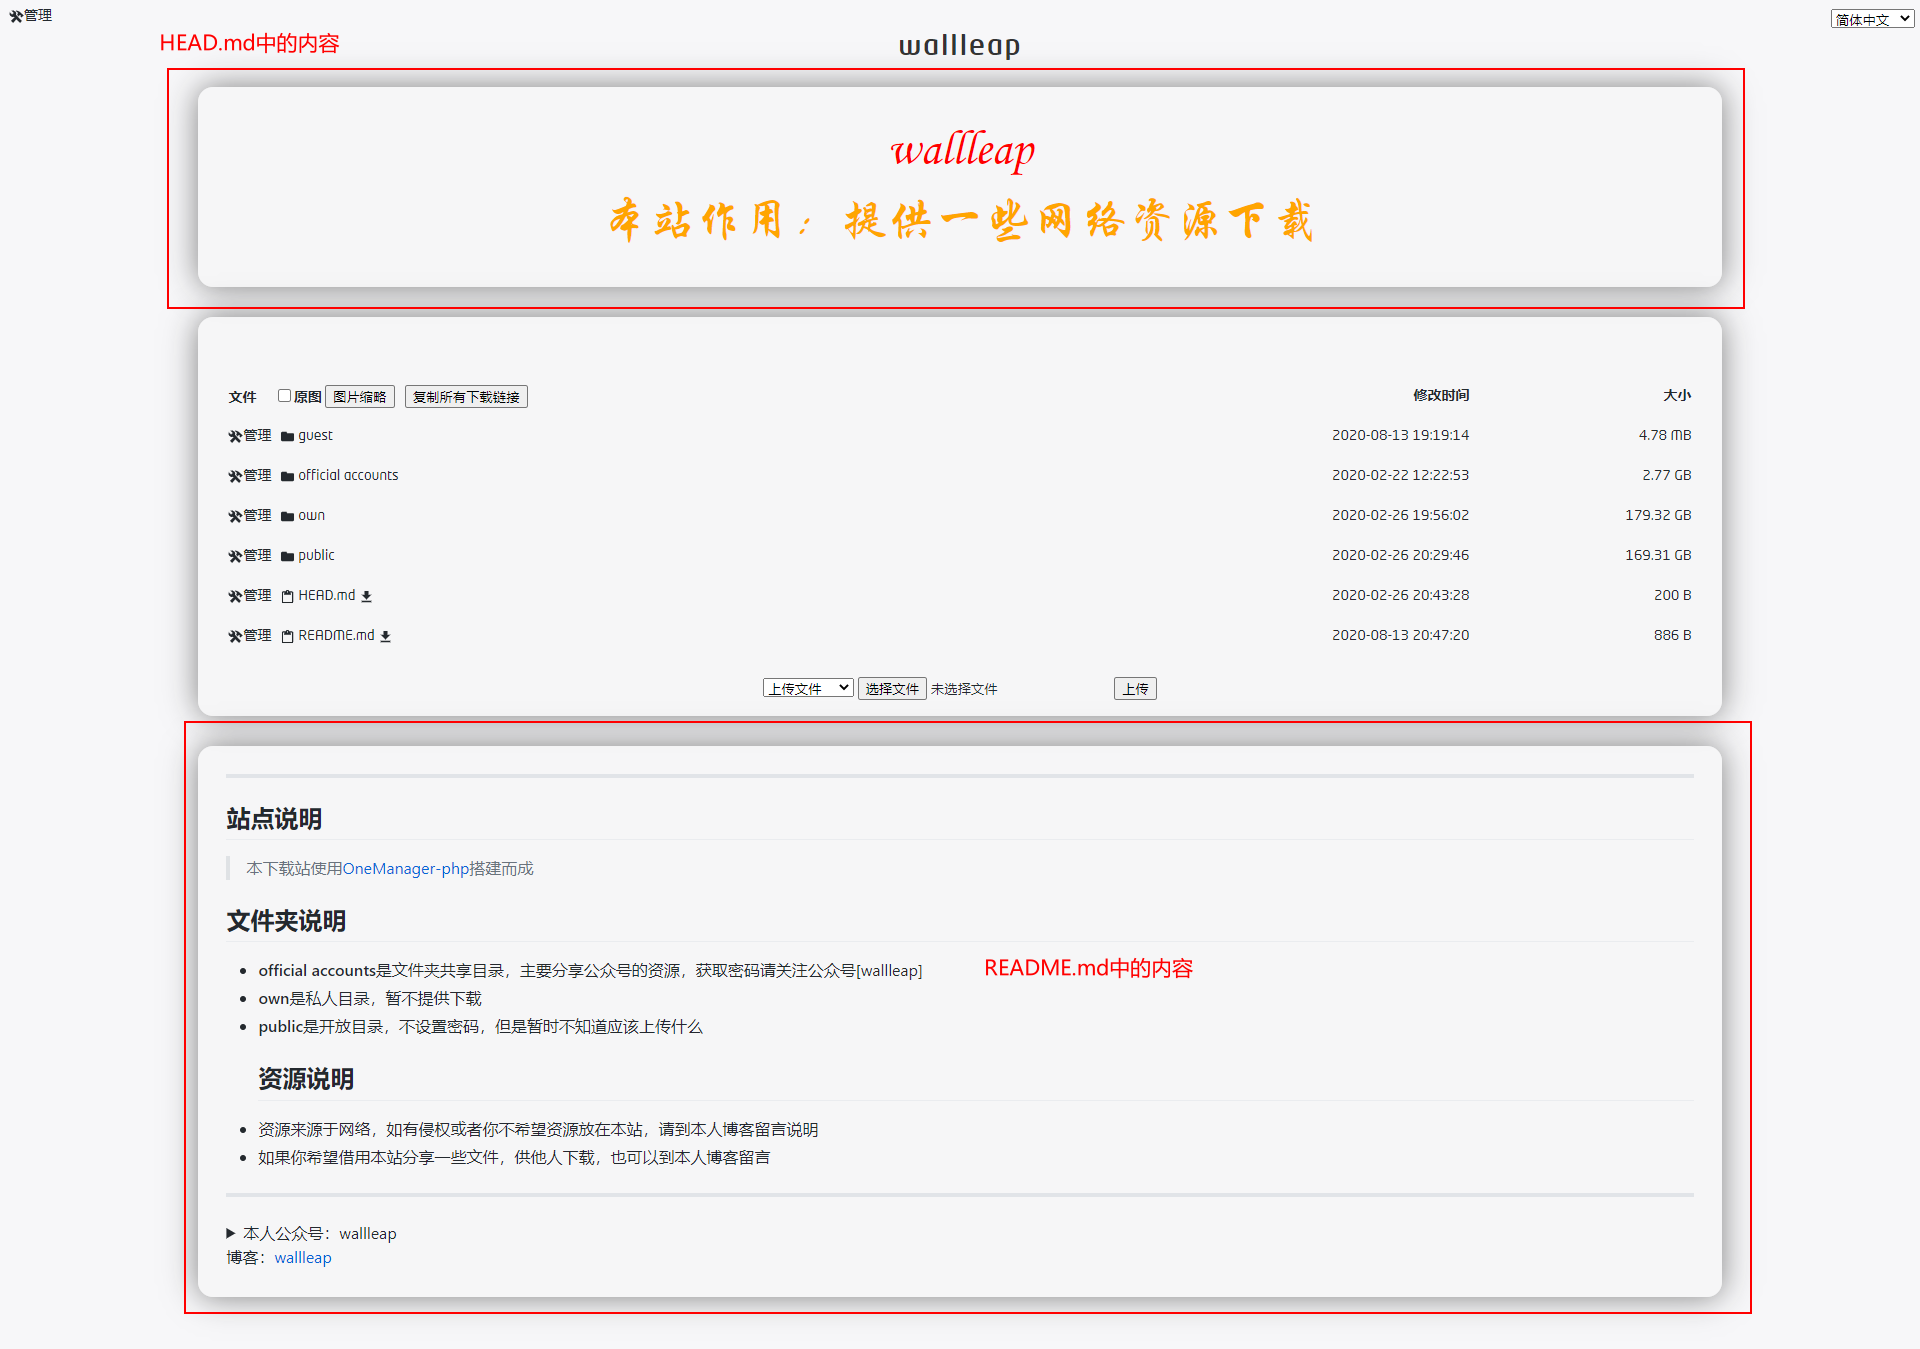 管理
简体中文
HEAD.md中的内容
wallleap
wallleap
本站作用：提供一些网络资源下载
文件 原图 图片缩略 复制所有下载链接 修改时间 大小
管理 guest 2020-08-13 19:19:14 4.78 MB
管理 official accounts 2020-02-22 12:22:53 2.77 GB
管理 own 2020-02-26 19:56:02 179.32 GB
管理 public 2020-02-26 20:29:46 169.31 GB
管理 HEAD.md 2020-02-26 20:43:28 200 B
管理 README.md 2020-08-13 20:47:20 886 B
上传文件 选择文件 未选择文件 上传
站点说明
本下载站使用OneManager-php搭建而成
文件夹说明
official accounts是文件夹共享目录，主要分享公众号的资源，获取密码请关注公众号[wallleap]
README.md中的内容
own是私人目录，暂不提供下载
public是开放目录，不设置密码，但是暂时不知道应该上传什么
资源说明
资源来源于网络，如有侵权或者你不希望资源放在本站，请到本人博客留言说明
如果你希望借用本站分享一些文件，供他人下载，也可以到本人博客留言
本人公众号：wallleap
博客：wallleap